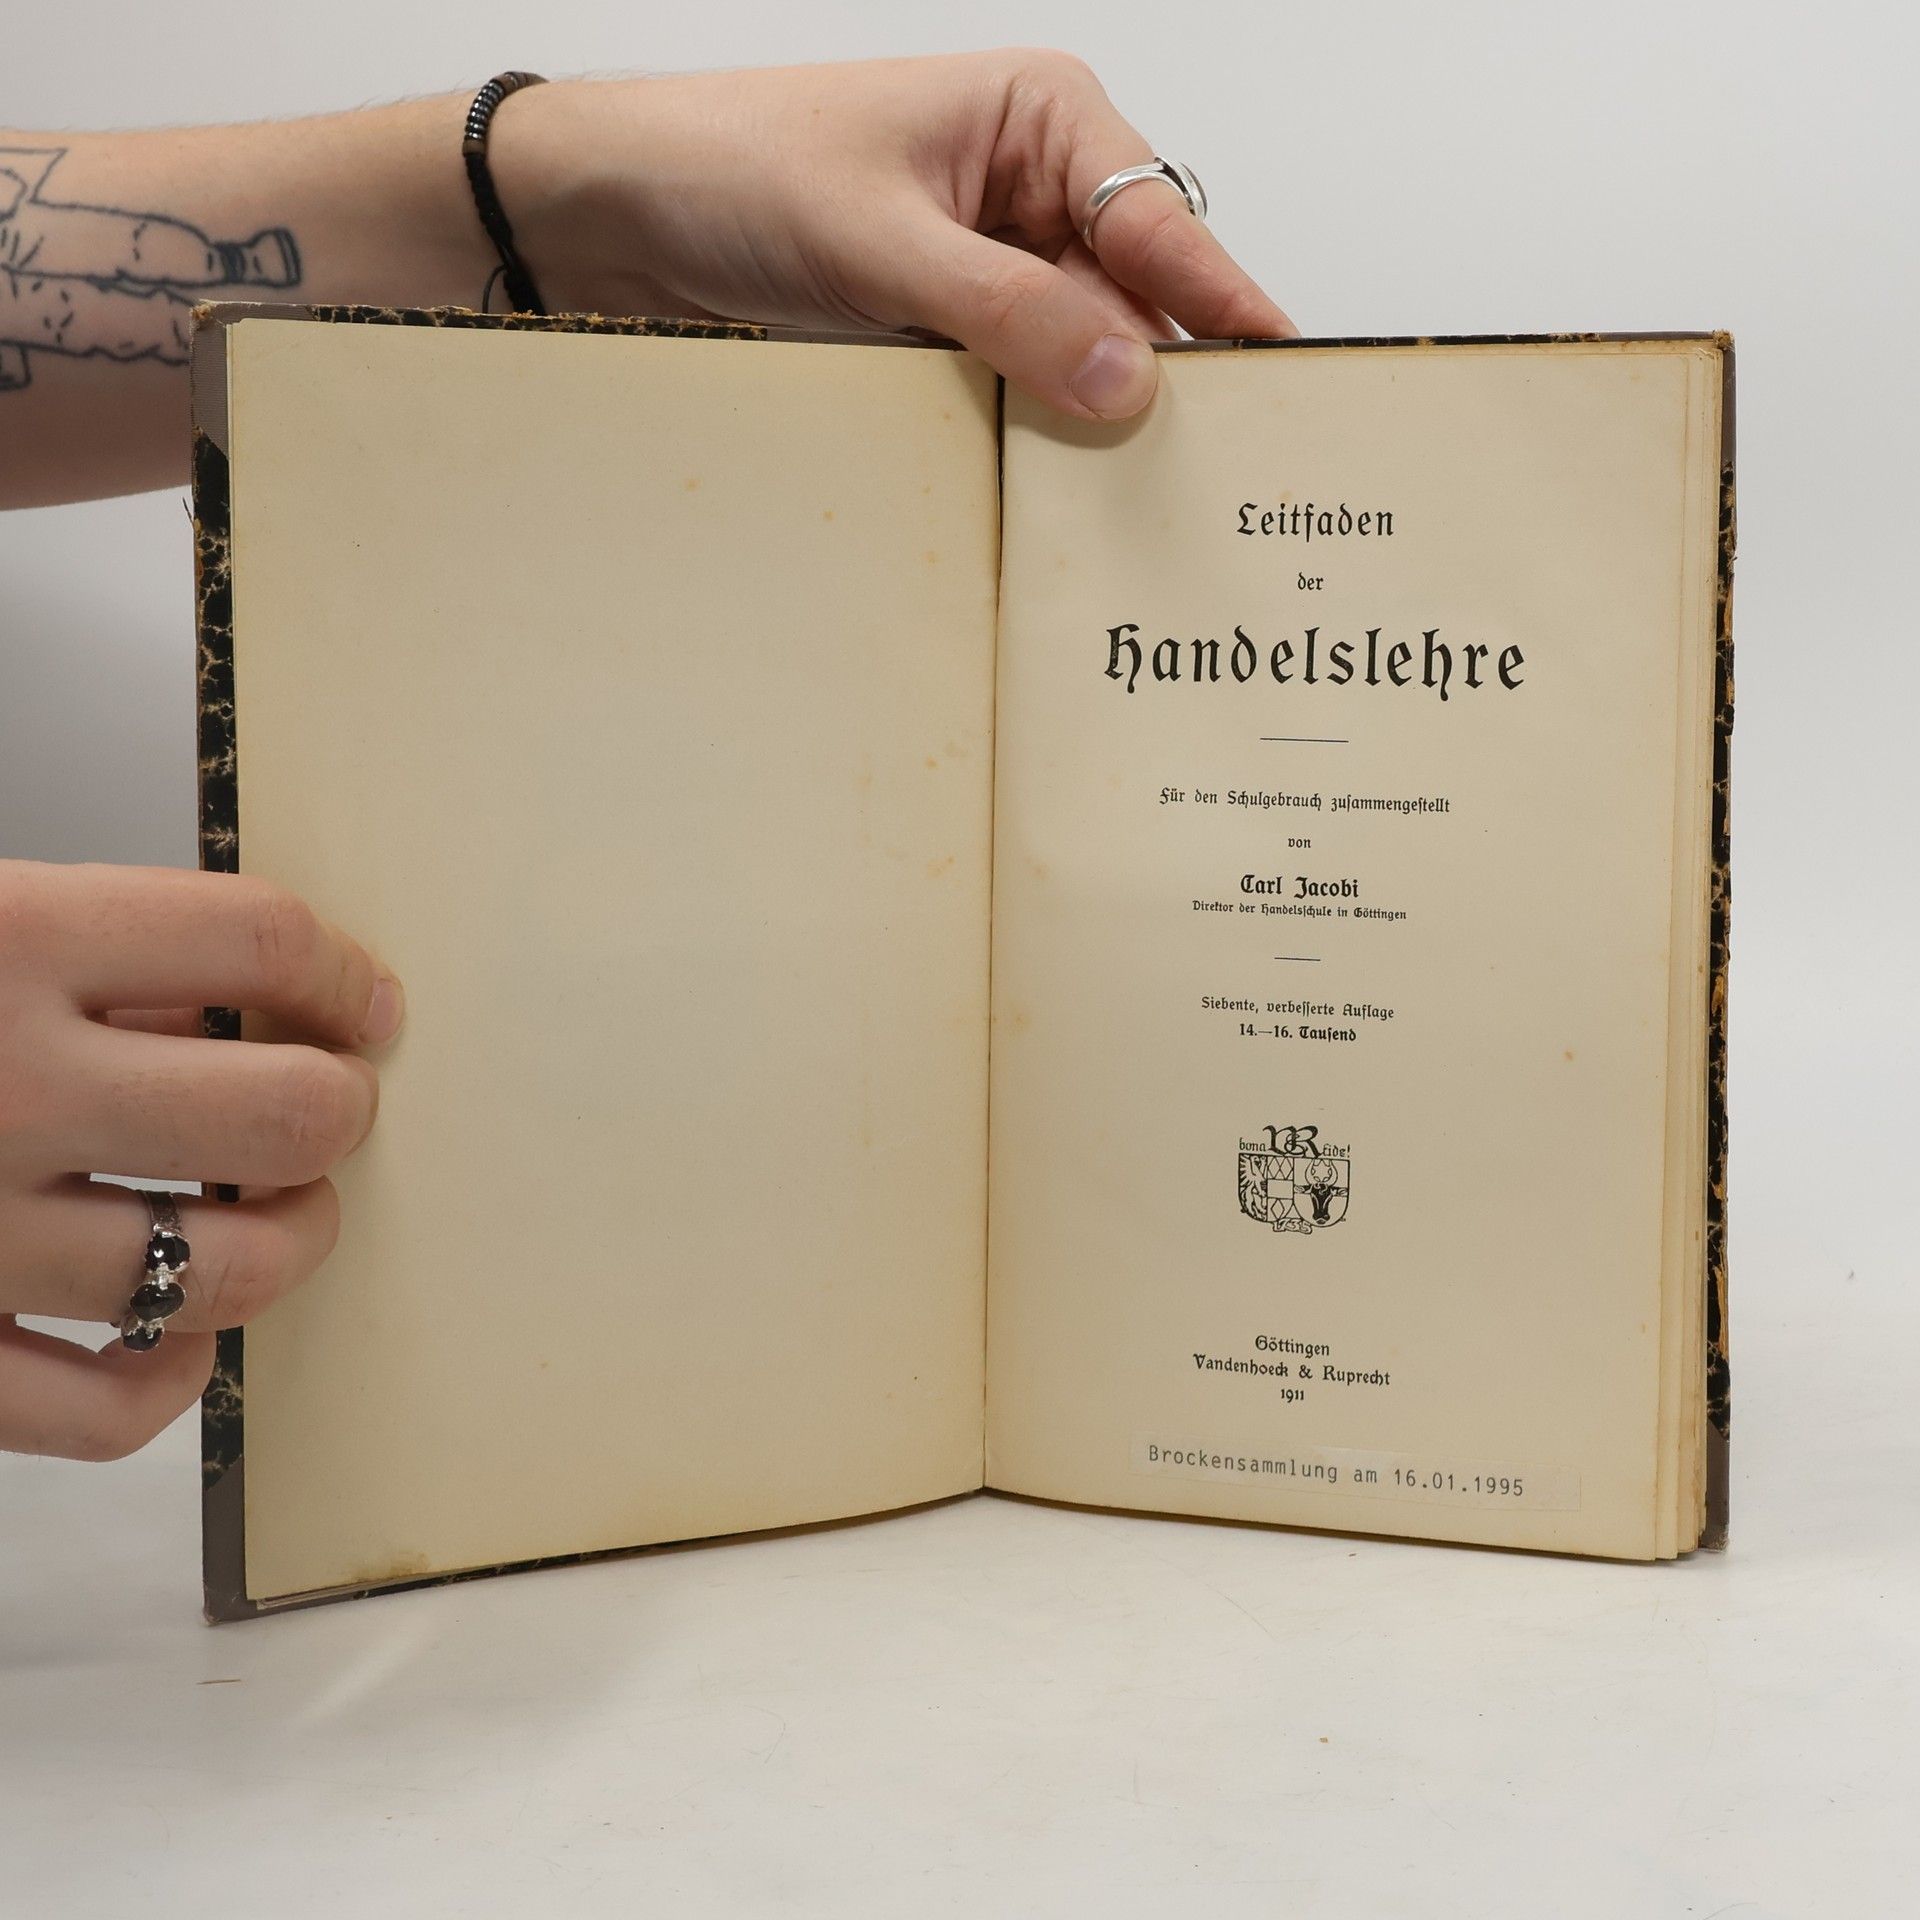 Leitfaden
der
Handelslehre
Für den Schulgebrauch zuſammengeſtellt
von
Carl Jacobi
Direktor der Handelsſchule in Göttingen
Siebente, verbeſſerte Auflage
14.—16. Tauſend
bona V&R fide!
1735
Göttingen
Vandenhoeck & Ruprecht
1911
Brockensammlung am 16.01.1995